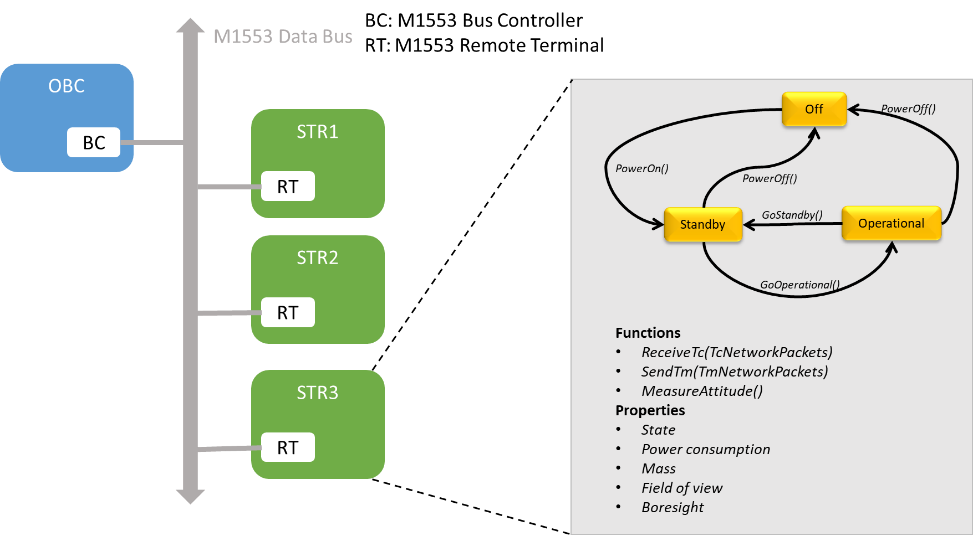 BC: M1553 Bus Controller
M1553 Data Bus
RT: M1553 Remote Terminal
OBC
BC
STR1
RT
STR2
RT
STR3
RT
Off
PowerOff()
PowerOn()
PowerOff()
Standby
GoStandby()
Operational
GoOperational()
Functions
• ReceiveTc(TcNetworkPackets)
• SendTm(TmNetworkPackets)
• MeasureAttitude()
Properties
• State
• Power consumption
• Mass
• Field of view
• Boresight